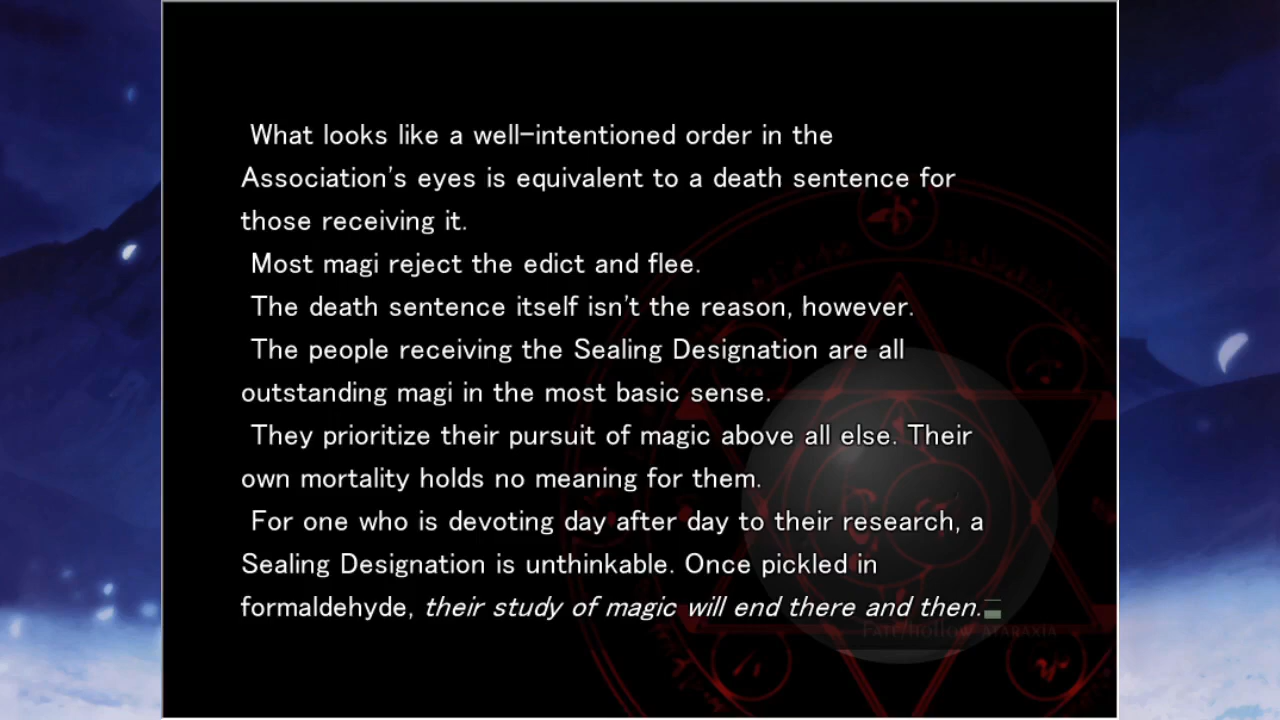 What looks like a well-intentioned order in the
Association's eyes is equivalent to a death sentence for
those receiving it.
Most magi reject the edict and flee.
The death sentence itself isn't the reason, however.
The people receiving the Sealing Designation are all
outstanding magi in the most basic sense.
They prioritize their pursuit of magic above all else. Their
own mortality holds no meaning for them.
For one who is devoting day after day to their research, a
Sealing Designation is unthinkable. Once pickled in
formaldehyde, their study of magic will end there and then.
Fate/hollow ataraxia